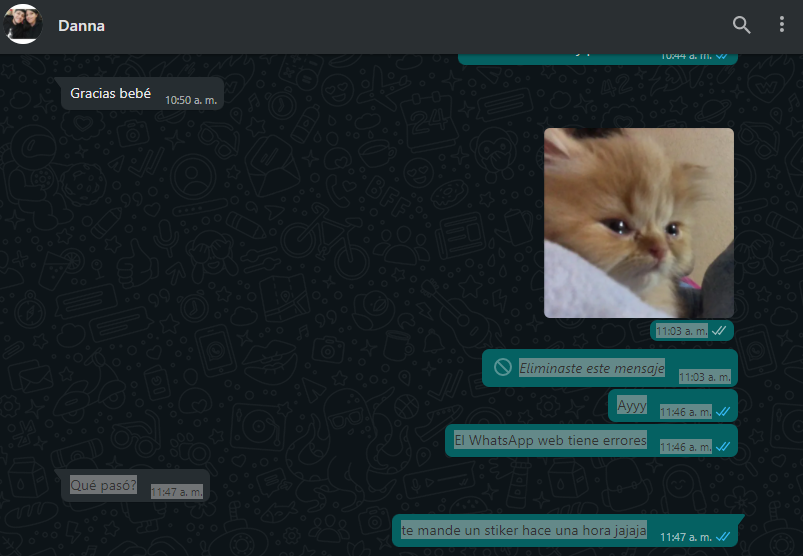 Danna
10:44 a. m.
Gracias bebé 10:50 a. m.
11:03 a. m.
Eliminaste este mensaje 11:03 a. m.
Ayyy 11:46 a. m.
El WhatsApp web tiene errores 11:46 a. m.
Qué pasó? 11:47 a. m.
te mande un stiker hace una hora jajaja 11:47 a. m.